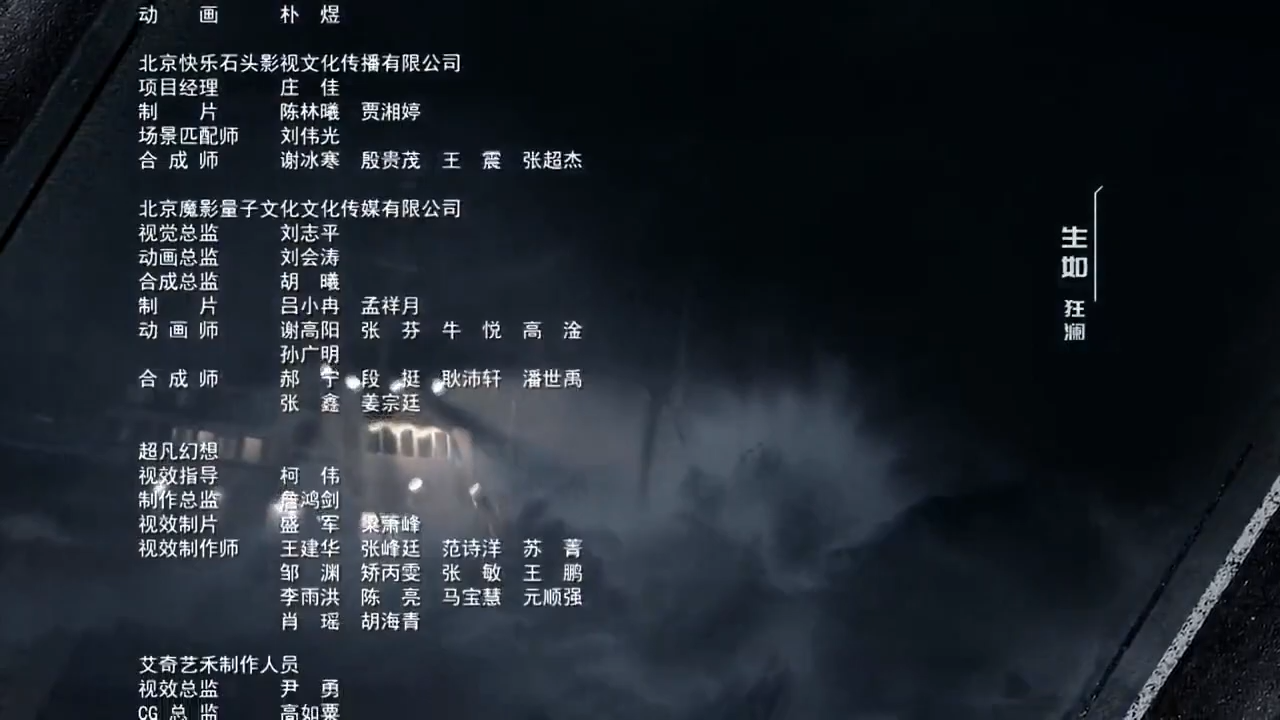 动 画 朴 煜
北京快乐石头影视文化传播有限公司
项目经理 庄 佳
制 片 陈林曦 贾湘婷
场景匹配师 刘伟光
合 成 师 谢冰寒 殷贵茂 王 震 张超杰
北京魔影量子文化文化传媒有限公司
视觉总监 刘志平
动画总监 刘会涛
合成总监 胡 曦
制 片 吕小冉 孟祥月
动 画 师 谢高阳 张 芬 牛 悦 高 淦
孙广明
合 成 师 郝 宁 段 挺 耿沛轩 潘世禹
张 鑫 姜宗廷
超凡幻想
视效指导 柯 伟
制作总监 詹鸿剑
视效制片 盛 军 梁萧峰
视效制作师 王建华 张峰廷 范诗洋 苏 菁
邹 渊 矫丙雯 张 敏 王 鹏
李雨洪 陈 亮 马宝慧 元顺强
肖 瑶 胡海青
艾奇艺禾制作人员
视效总监 尹 勇
CG 总 监 高如粟
生如
狂澜